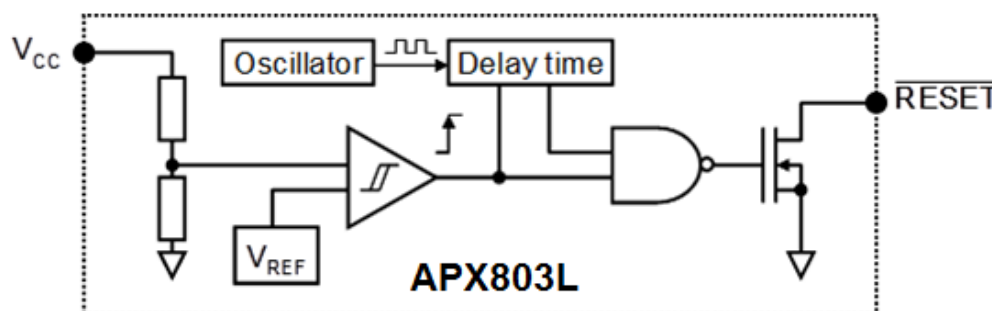 VCC
Oscillator
Delay time
RESET
VREF
APX803L